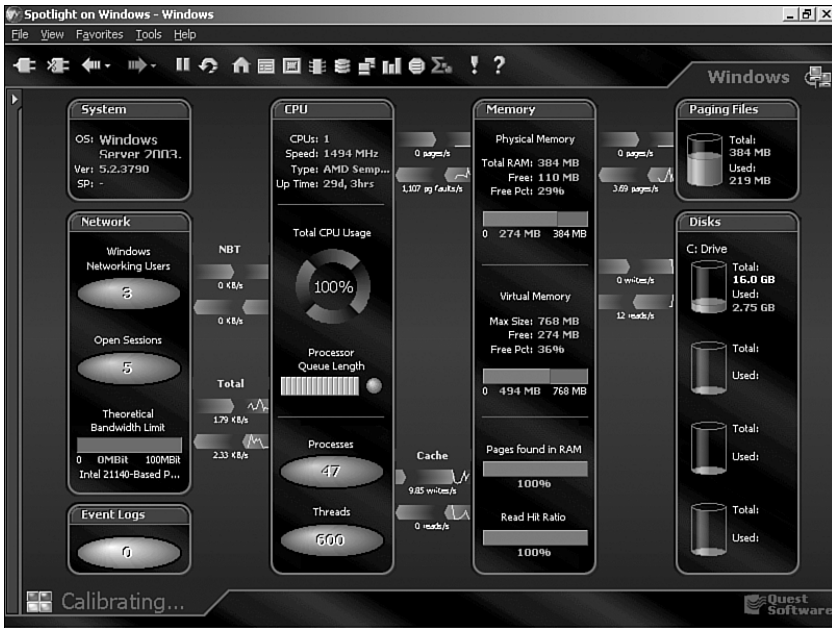 Spotlight on Windows - Windows
File View Favorites Tools Help
Windows
System
OS: Windows
Server 2003.
Ver: 5.2.3790
SP: -
Network
Windows
Networking Users
3
Open Sessions
5
Theoretical
Bandwidth Limit
0 0MBit 100MBit
Intel 21140-Based P...
Event Logs
0
NBT
0 KB/s
0 KB/s
Total
1.79 KB/s
2.33 KB/s
CPU
CPUs: 1
Speed: 1494 MHz
Type: AMD Semp...
Up Time: 29d, 3hrs
Total CPU Usage
100%
Processor
Queue Length
Processes
47
Threads
600
0 pages/s
1,107 pg faults/s
Cache
9.85 writes/s
0 reads/s
Memory
Physical Memory
Total RAM: 384 MB
Free: 110 MB
Free Pct: 29%
0 274 MB 384 MB
Virtual Memory
Max Size: 768 MB
Free: 274 MB
Free Pct: 36%
0 494 MB 768 MB
Pages found in RAM
100%
Read Hit Ratio
100%
0 pages/s
3.69 pages/s
0 writes/s
12 reads/s
Paging Files
Total:
384 MB
Used:
219 MB
Disks
C: Drive
Total:
16.0 GB
Used:
2.75 GB
Total:
Used:
Total:
Used:
Total:
Used:
Calibrating...
Quest
Software